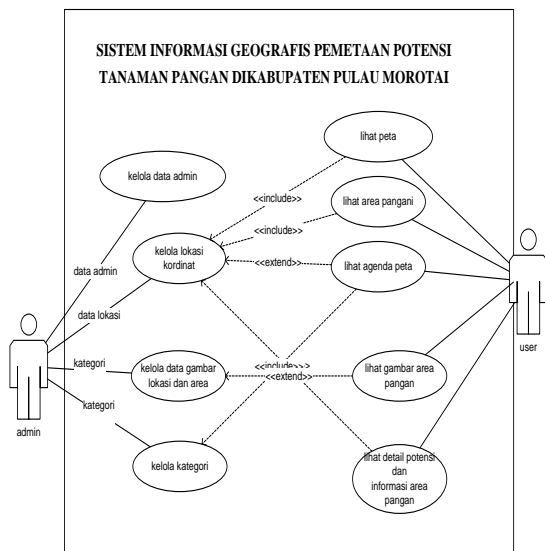 SISTEM INFORMASI GEOGRAFIS PEMETAAN POTENSI
TANAMAN PANGAN DIKABUPATEN PULAU MOROTAI
lihat peta
kelola data admin
<<include>>
lihat area pangani
<<include>>
kelola lokasi
kordinat
<<extend>>
lihat agenda peta
data admin
data lokasi
user
kategori
kelola data gambar
lokasi dan area
<<include>>
<<extend>>
lihat gambar area
pangan
kategori
admin
kelola kategori
lihat detail potensi
dan
informasi area
pangan